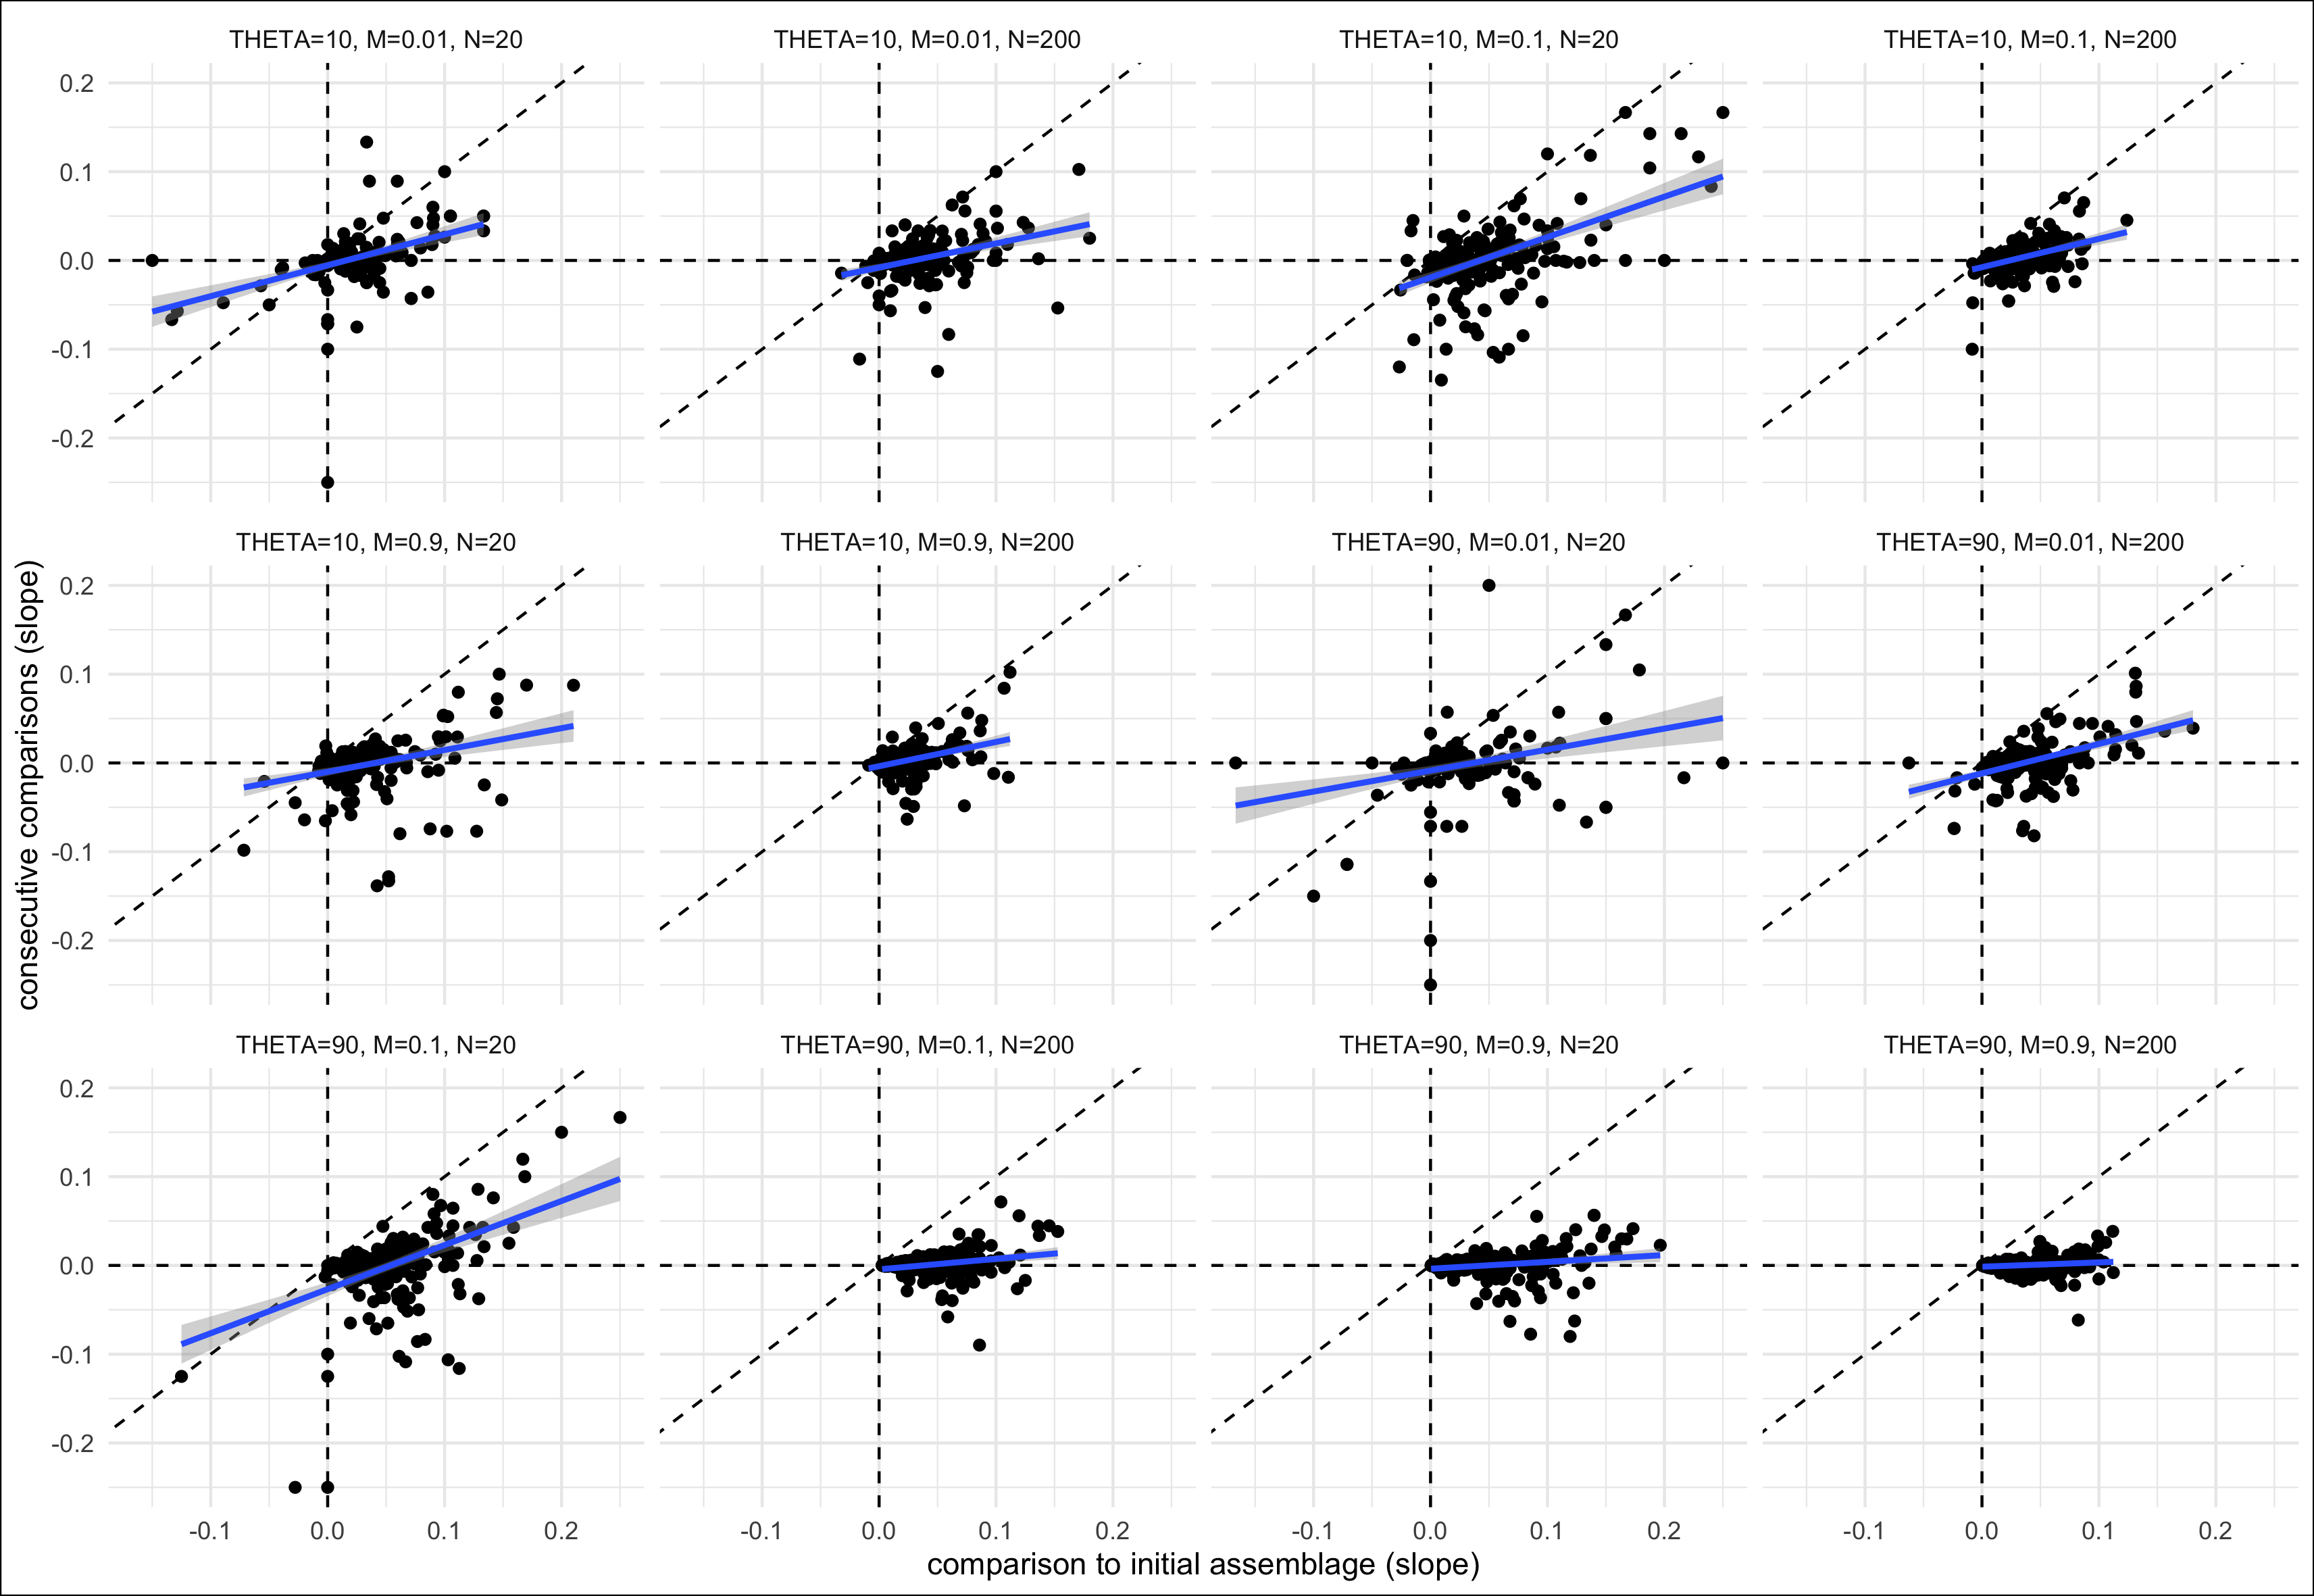 THETA=10, M=0.01, N=20
THETA=10, M=0.01, N=200
THETA=10, M=0.1, N=20
THETA=10, M=0.1, N=200
0.2
0.1
0.0
-0.1
-0.2
THETA=10, M=0.9, N=20
THETA=10, M=0.9, N=200
THETA=90, M=0.01, N=20
THETA=90, M=0.01, N=200
0.2
0.1
0.0
-0.1
-0.2
consecutive comparisons (slope)
THETA=90, M=0.1, N=20
THETA=90, M=0.1, N=200
THETA=90, M=0.9, N=20
THETA=90, M=0.9, N=200
0.2
0.1
0.0
-0.1
-0.2
-0.1 0.0 0.1 0.2
-0.1 0.0 0.1 0.2
-0.1 0.0 0.1 0.2
-0.1 0.0 0.1 0.2
comparison to initial assemblage (slope)